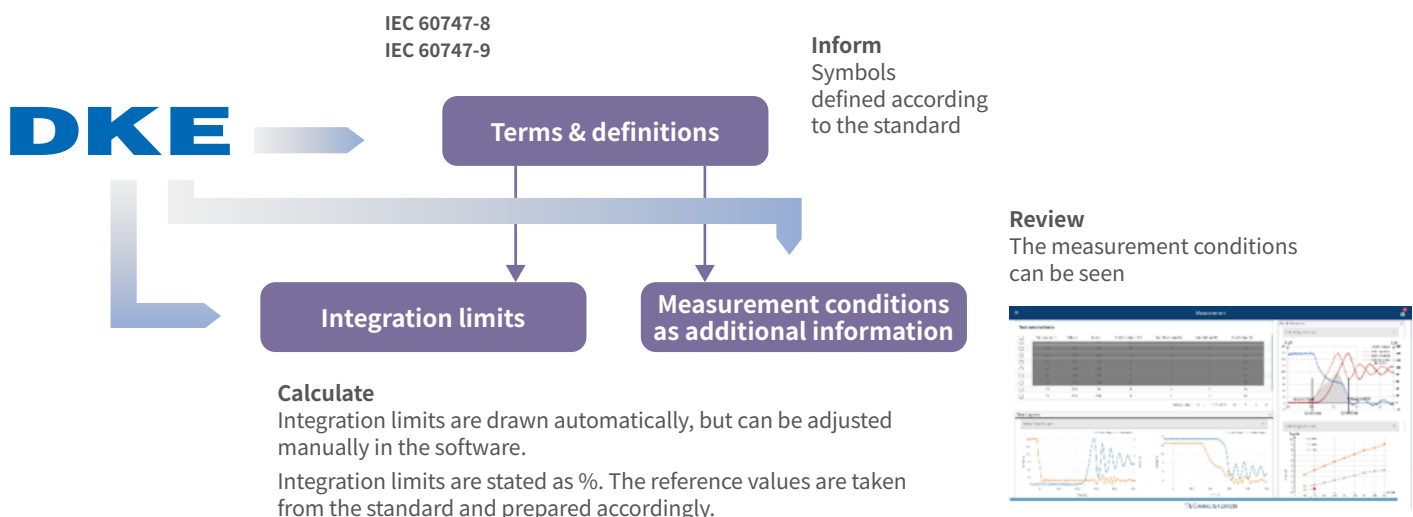 IEC 60747-8
IEC 60747-9
Inform
Symbols
defined according
to the standard
DKE
Terms & definitions
Review
The measurement conditions
can be seen
Integration limits
Measurement conditions
as additional information
Measurement
Calculate
Integration limits are drawn automatically, but can be adjusted
manually in the software.
Integration limits are stated as %. The reference values are taken
from the standard and prepared accordingly.